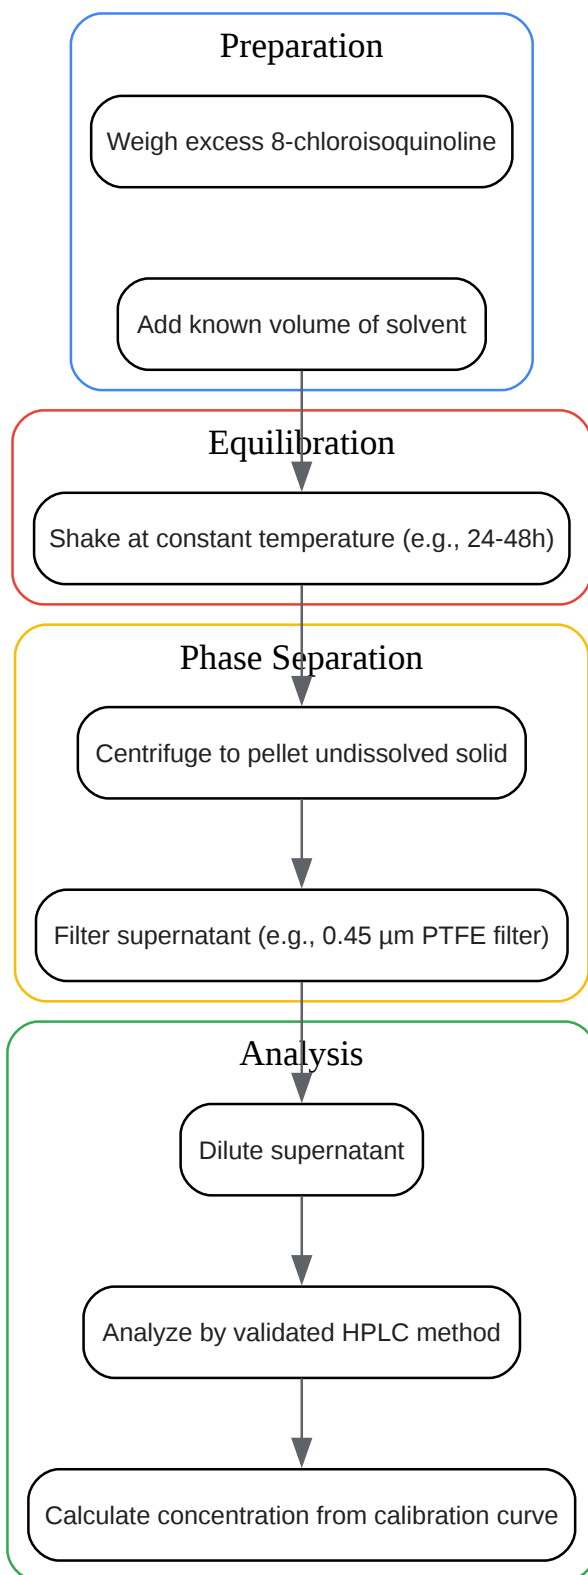 Preparation
Weigh excess 8-chloroisoquinoline
Add known volume of solvent
Equilibration
Shake at constant temperature (e.g., 24-48h)
Phase Separation
Centrifuge to pellet undissolved solid
Filter supernatant (e.g., 0.45 µm PTFE filter)
Analysis
Dilute supernatant
Analyze by validated HPLC method
Calculate concentration from calibration curve